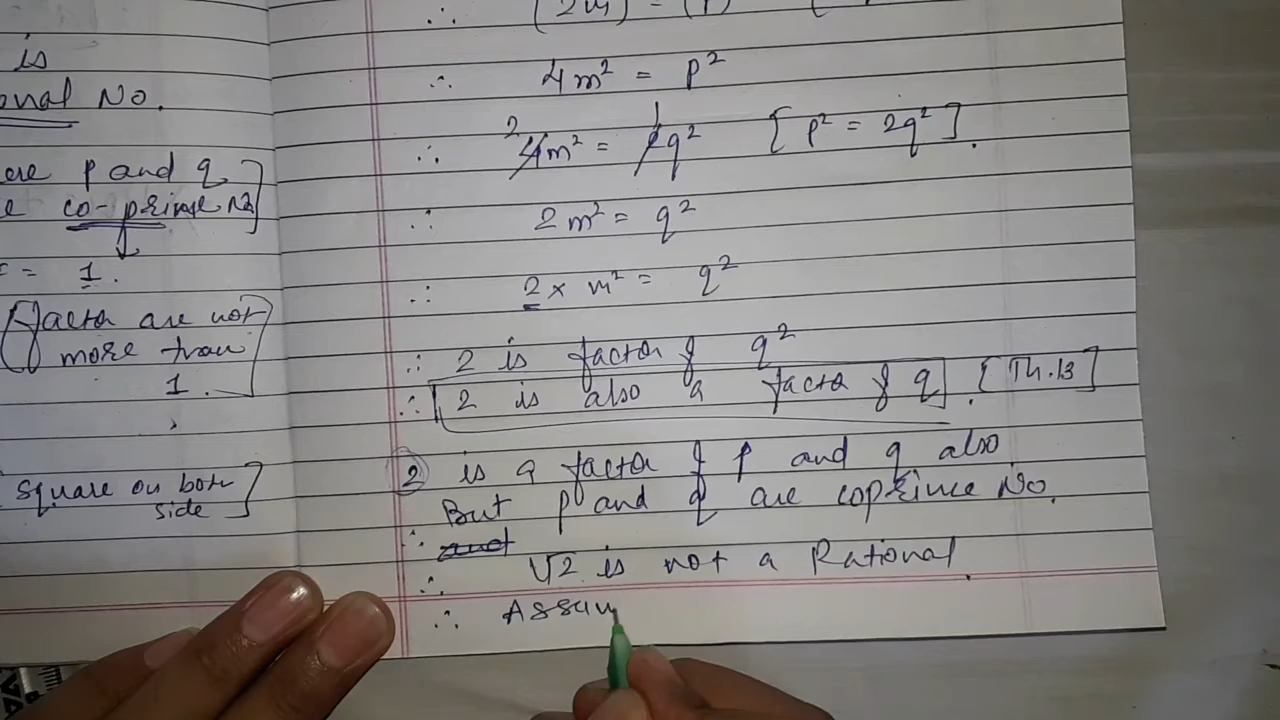 is
onal No.
ere p and q
e co-prime No
= 1.
factor are not
more than
1.
square on both
side
∴ 4m² = p²
∴ 4m² = 2q² [p² = 2q²].
2 1
∴ 2m² = q²
∴ 2 × m² = q²
∴ 2 is factor of q²
∴ 2 is also a factor of q. [Th.13]
2 is a factor of p and q also.
But p and q are coprime No.
∴ √2 is not a Rational.
∴ Assum